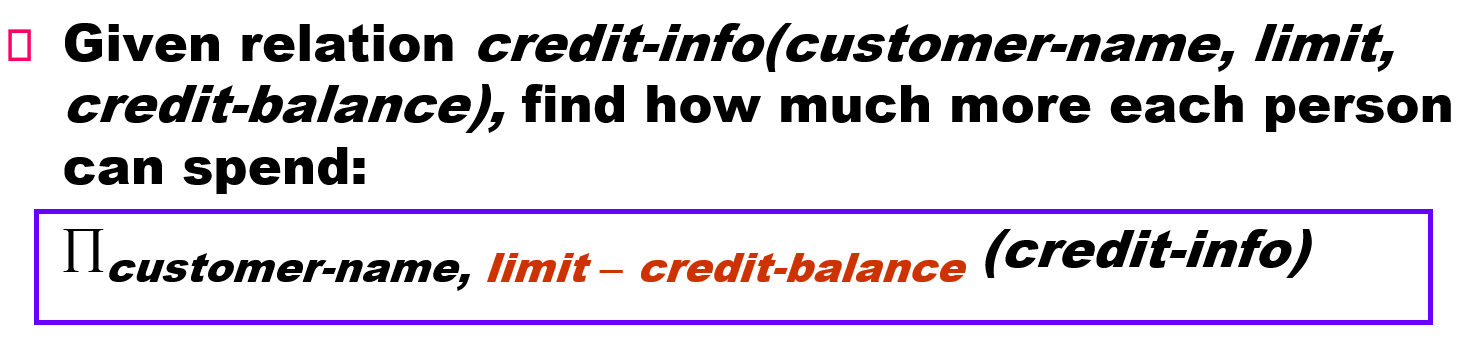 Given relation credit-info(customer-name, limit,
credit-balance), find how much more each person
can spend:
∏customer-name, limit – credit-balance (credit-info)